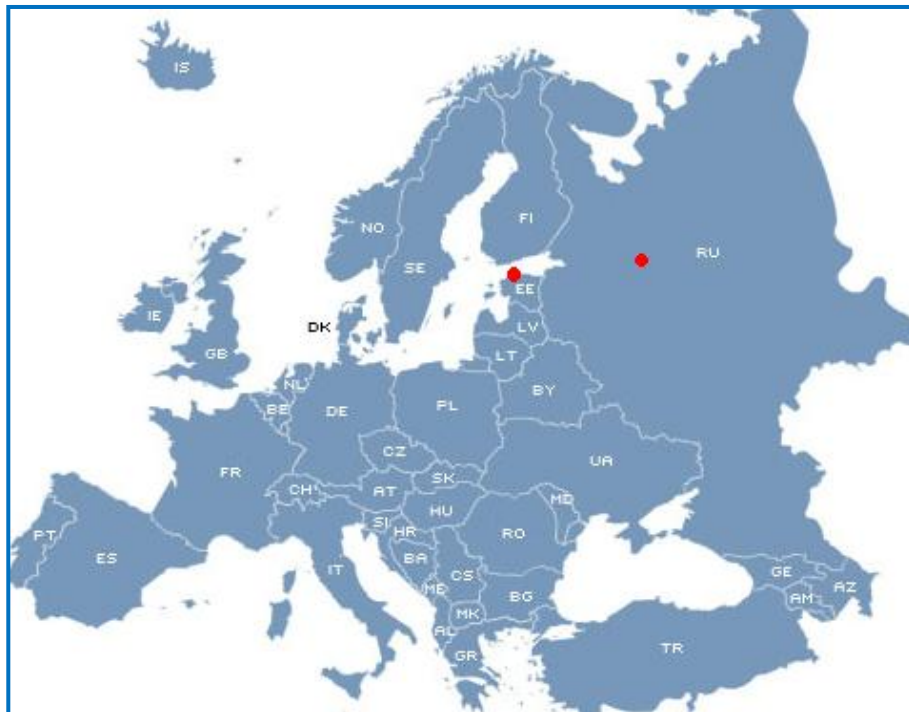 IS
NO
FI
RU
SE
EE
IE
DK
LV
GB
LT
NL
BY
BE
DE
PL
CZ
UA
FR
SK
CH
AT
MD
HU
SI
HR
RO
PT
BA
ES
IT
CS
GE
ME
AZ
BG
AM
MK
AL
GR
TR